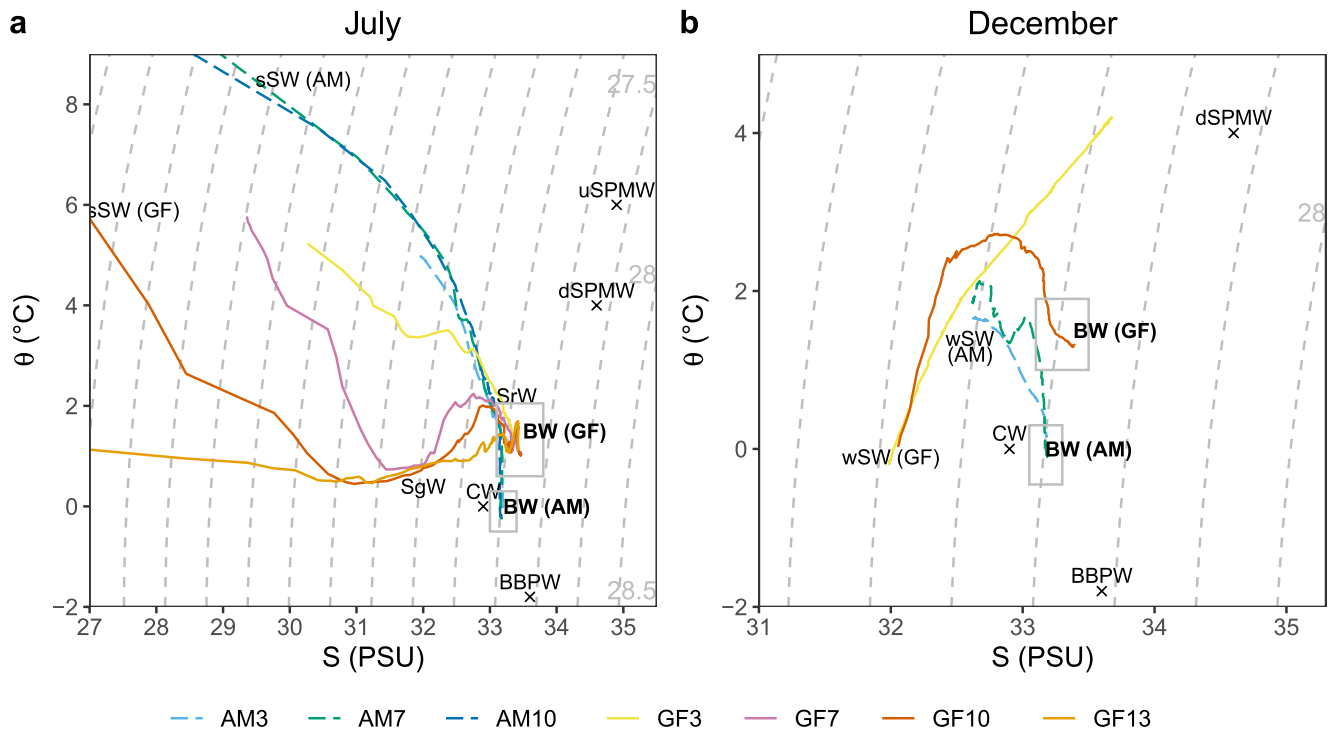 a
July
b
December
sSW (AM)
27.5
8
dSPMW
4
uSPMW
6
sSW (GF)
28
28
dSPMW
4
θ (°C)
θ (°C)
2
BW (GF)
wSW
(AM)
SrW
2
BW (GF)
CW
BW (AM)
0
wSW (GF)
SgW
CW
BW (AM)
0
BBPW
BBPW
28.5
−2
−2
27
28
29
30
31
32
33
34
35
31
32
33
34
35
S (PSU)
S (PSU)
AM3
AM7
AM10
GF3
GF7
GF10
GF13